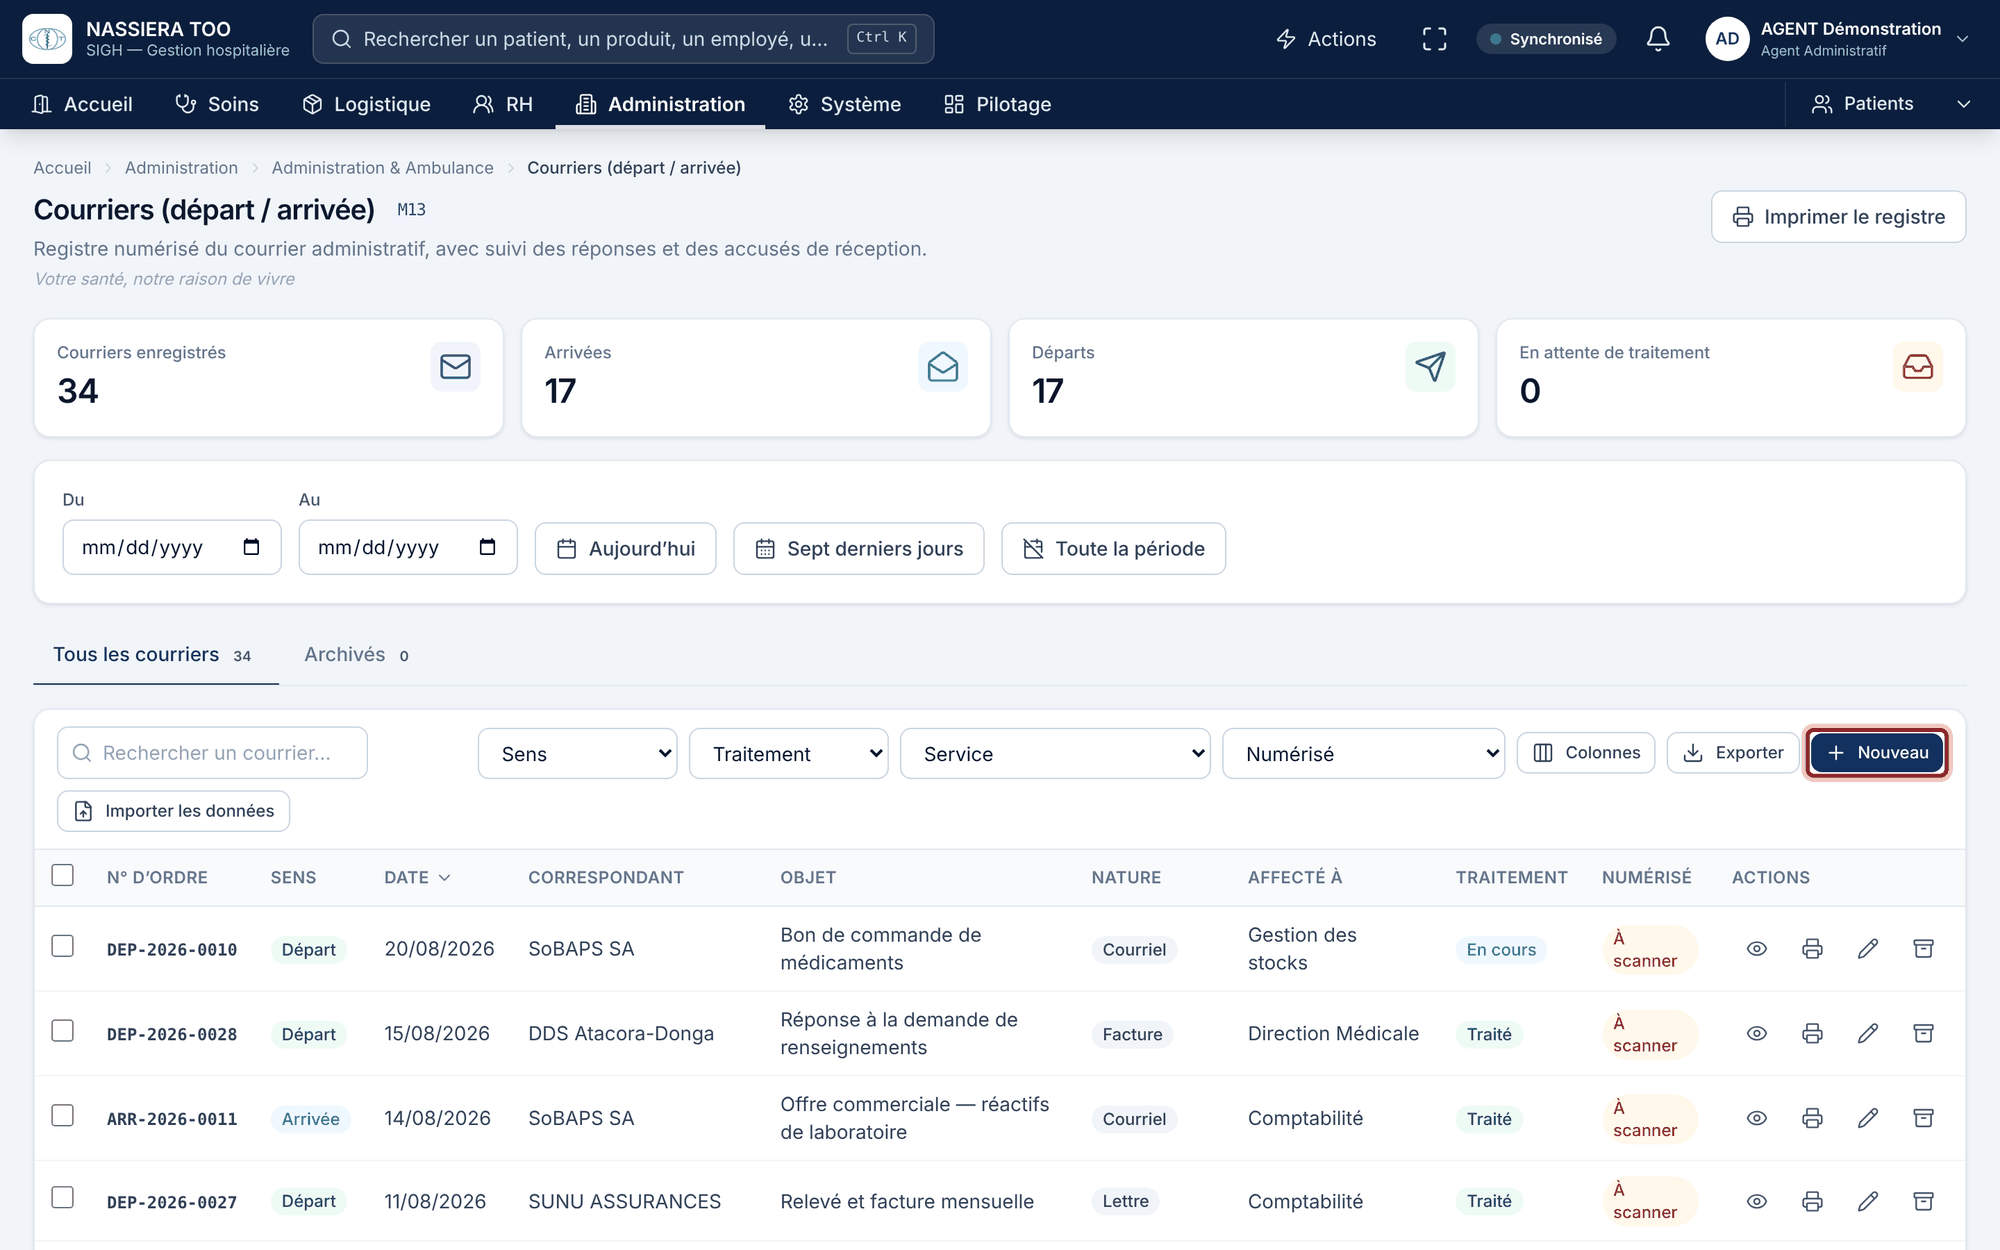 NASSIERA TOO
SIGH — Gestion hospitalière
Rechercher un patient, un produit, un employé, u...
Ctrl K
Actions
Synchronisé
AD
AGENT Démonstration
Agent Administratif
Accueil
Soins
Logistique
RH
Administration
Système
Pilotage
Patients
Accueil
Administration
Administration & Ambulance
Courriers (départ / arrivée)
Courriers (départ / arrivée) M13
Imprimer le registre
Registre numérisé du courrier administratif, avec suivi des réponses et des accusés de réception.
Votre santé, notre raison de vivre
Courriers enregistrés
34
Arrivées
17
Départs
17
En attente de traitement
0
Du
Au
mm/dd/yyyy
mm/dd/yyyy
Aujourd’hui
Sept derniers jours
Toute la période
Tous les courriers 34
Archivés 0
Rechercher un courrier...
Sens
Traitement
Service
Numérisé
Colonnes
Exporter
Nouveau
Importer les données
N° D’ORDRE SENS DATE CORRESPONDANT OBJET NATURE AFFECTÉ À TRAITEMENT NUMÉRISÉ ACTIONS
DEP-2026-0010 Départ 20/08/2026 SoBAPS SA Bon de commande de médicaments Courriel Gestion des stocks En cours À scanner
DEP-2026-0028 Départ 15/08/2026 DDS Atacora-Donga Réponse à la demande de renseignements Facture Direction Médicale Traité À scanner
ARR-2026-0011 Arrivée 14/08/2026 SoBAPS SA Offre commerciale — réactifs de laboratoire Courriel Comptabilité Traité À scanner
DEP-2026-0027 Départ 11/08/2026 SUNU ASSURANCES Relevé et facture mensuelle Lettre Comptabilité Traité À scanner